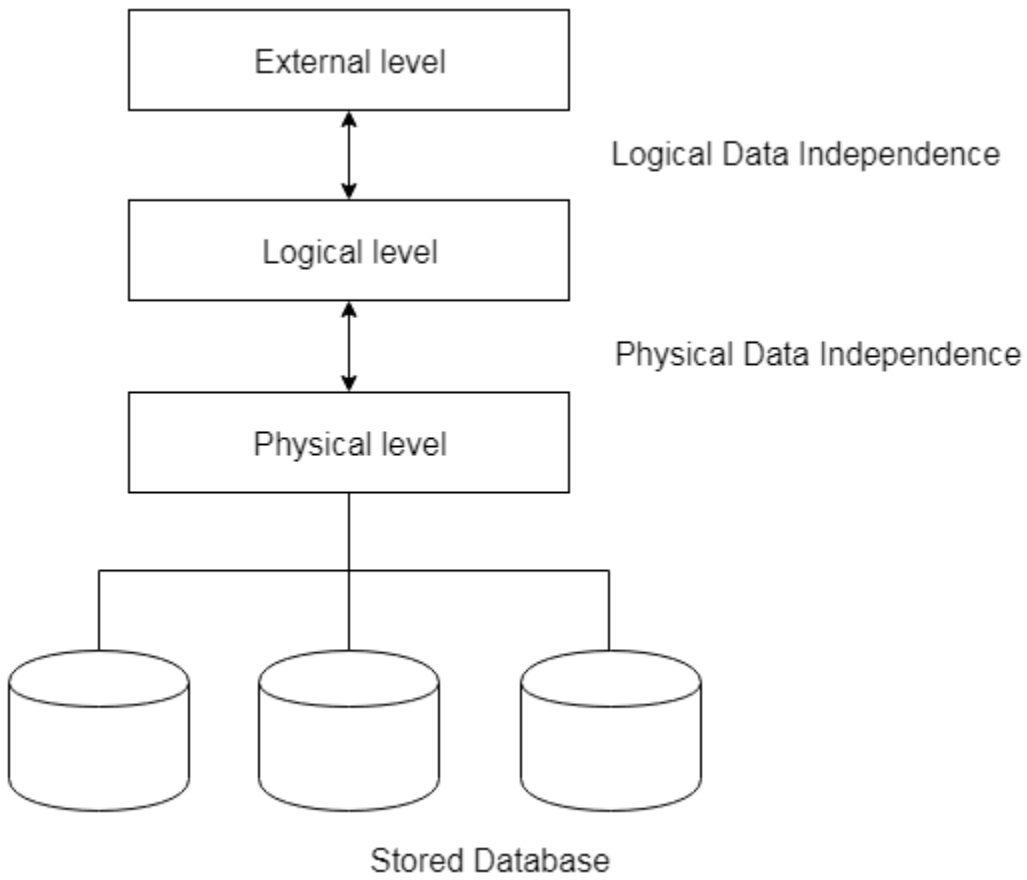 External level
Logical Data Independence
Logical level
Physical Data Independence
Physical level
Stored Database